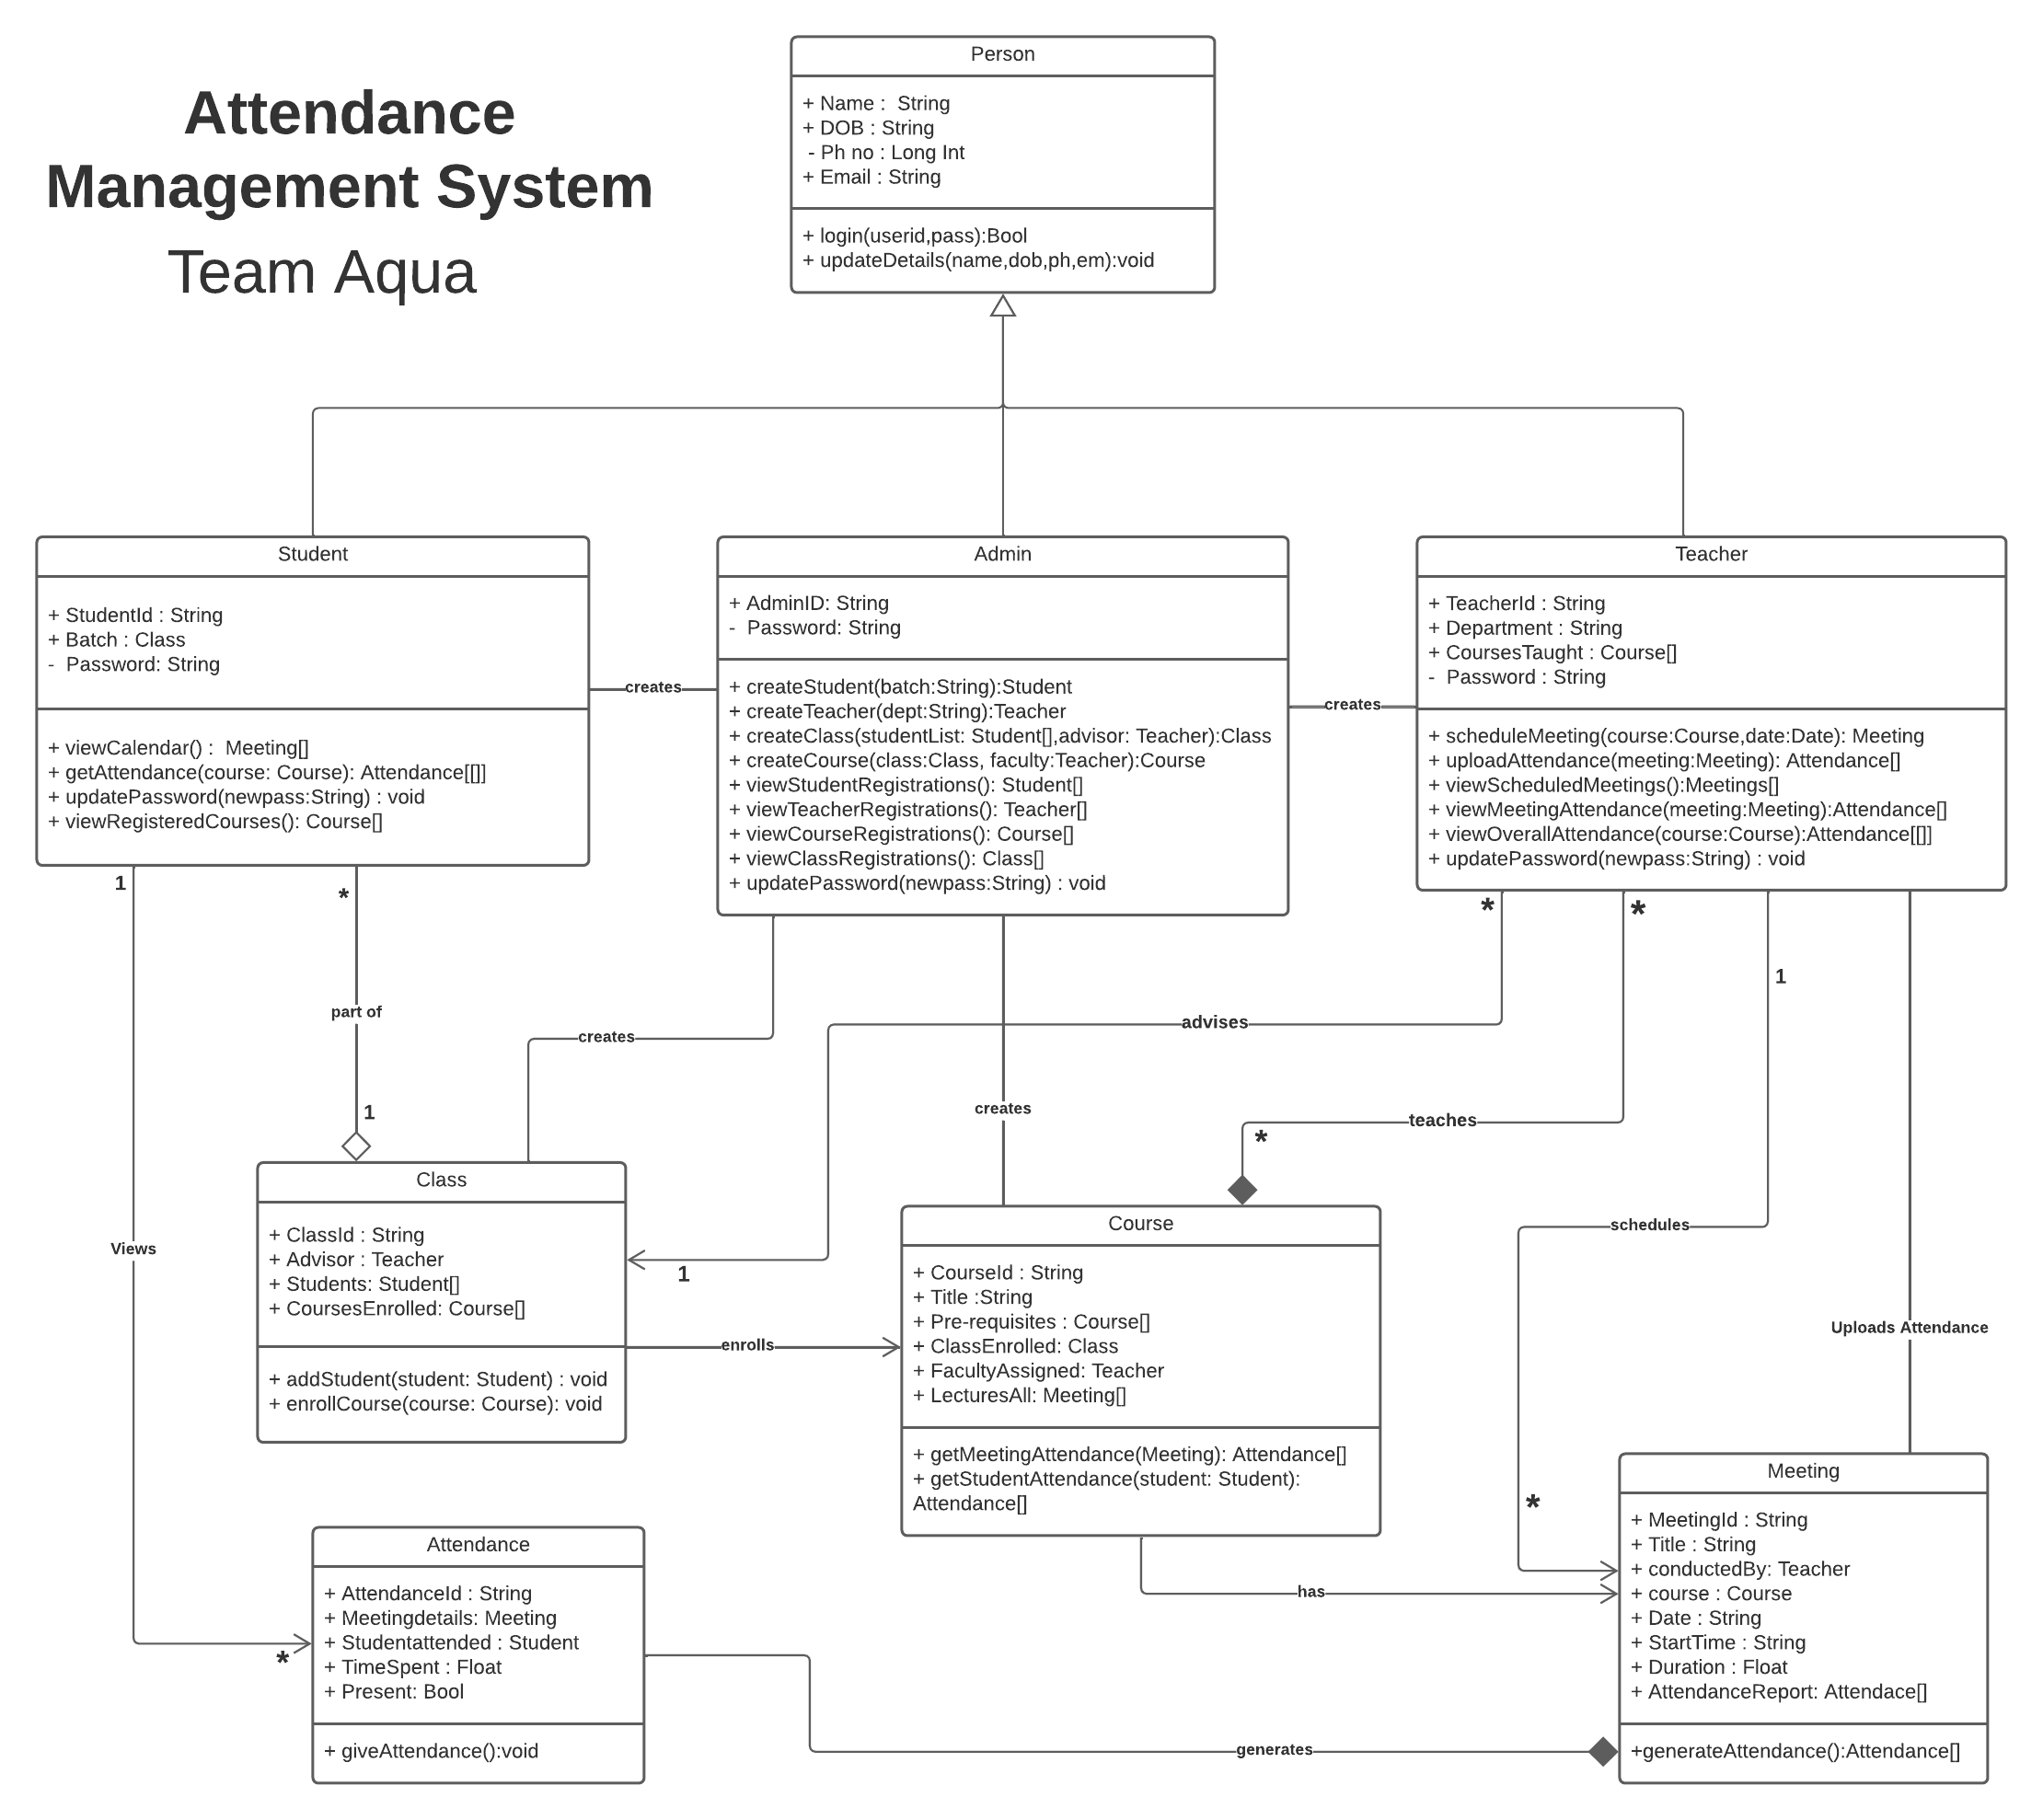 Attendance
Management System
Team Aqua
Person
+ Name :  String
+ DOB : String
- Ph no : Long Int
+ Email : String
+ login(userid,pass):Bool
+ updateDetails(name,dob,ph,em):void
Student
+ StudentId : String
+ Batch : Class
-  Password: String
+ viewCalendar() :  Meeting[]
+ getAttendance(course: Course): Attendance[[]]
+ updatePassword(newpass:String) : void
+ viewRegisteredCourses(): Course[]
creates
Admin
+ AdminID: String
-  Password: String
+ createStudent(batch:String):Student
+ createTeacher(dept:String):Teacher
+ createClass(studentList: Student[],advisor: Teacher):Class
+ createCourse(class:Class, faculty:Teacher):Course
+ viewStudentRegistrations(): Student[]
+ viewTeacherRegistrations(): Teacher[]
+ viewCourseRegistrations(): Course[]
+ viewClassRegistrations(): Class[]
+ updatePassword(newpass:String) : void
creates
Teacher
+ TeacherId : String
+ Department : String
+ CoursesTaught : Course[]
-  Password : String
+ scheduleMeeting(course:Course,date:Date): Meeting
+ uploadAttendance(meeting:Meeting): Attendance[]
+ viewScheduledMeetings():Meetings[]
+ viewMeetingAttendance(meeting:Meeting):Attendance[]
+ viewOverallAttendance(course:Course):Attendance[[]]
+ updatePassword(newpass:String) : void
1
*
*
*
1
part of
creates
advises
creates
1
teaches
*
Views
1
schedules
Uploads Attendance
*
Class
+ ClassId : String
+ Advisor : Teacher
+ Students: Student[]
+ CoursesEnrolled: Course[]
+ addStudent(student: Student) : void
+ enrollCourse(course: Course): void
enrolls
Course
+ CourseId : String
+ Title :String
+ Pre-requisites : Course[]
+ ClassEnrolled: Class
+ FacultyAssigned: Teacher
+ LecturesAll: Meeting[]
+ getMeetingAttendance(Meeting): Attendance[]
+ getStudentAttendance(student: Student):
Attendance[]
has
Meeting
+ MeetingId : String
+ Title : String
+ conductedBy: Teacher
+ course : Course
+ Date : String
+ StartTime : String
+ Duration : Float
+ AttendanceReport: Attendace[]
+generateAttendance():Attendance[]
*
Attendance
+ AttendanceId : String
+ Meetingdetails: Meeting
+ Studentattended : Student
+ TimeSpent : Float
+ Present: Bool
+ giveAttendance():void
generates